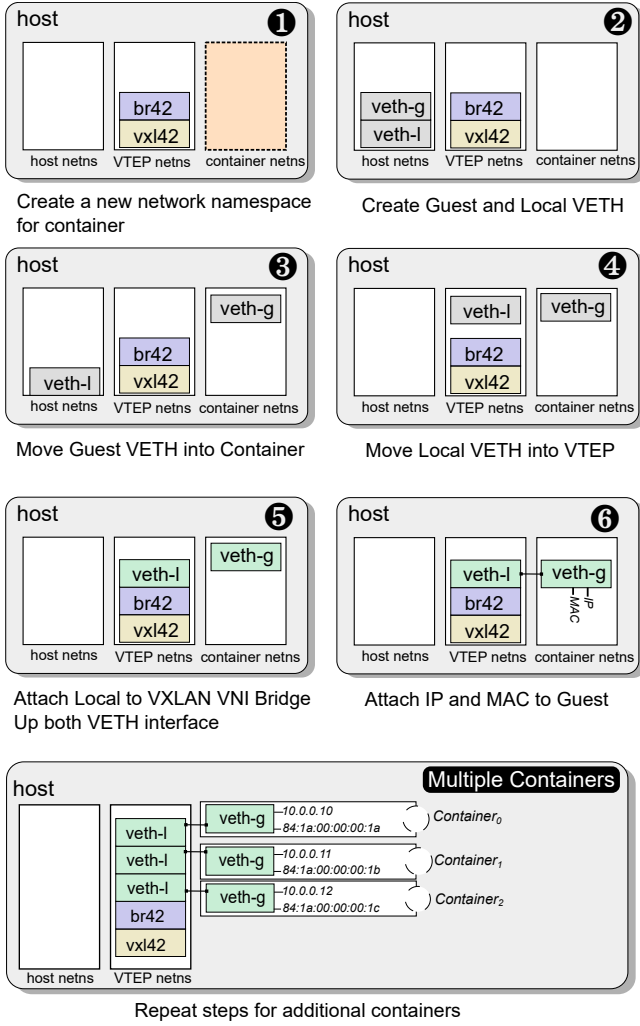 host
❶
br42
vxl42
host netns
VTEP netns
container netns
Create a new network namespace
for container
host
❷
veth-g
veth-l
br42
vxl42
host netns
VTEP netns
container netns
Create Guest and Local VETH
host
❸
veth-g
br42
veth-l
vxl42
host netns
VTEP netns
container netns
Move Guest VETH into Container
host
❹
veth-l
veth-g
br42
vxl42
host netns
VTEP netns
container netns
Move Local VETH into VTEP
host
❺
veth-g
veth-l
br42
vxl42
host netns
VTEP netns
container netns
Attach Local to VXLAN VNI Bridge
Up both VETH interface
host
❻
veth-l
veth-g
br42
IP
MAC
vxl42
host netns
VTEP netns
container netns
Attach IP and MAC to Guest
host
Multiple Containers
veth-l
veth-g
10.0.0.10
84:1a:00:00:00:1a
Container₀
veth-l
veth-g
10.0.0.11
84:1a:00:00:00:1b
Container₁
veth-l
veth-g
10.0.0.12
84:1a:00:00:00:1c
Container₂
br42
vxl42
host netns
VTEP netns
Repeat steps for additional containers